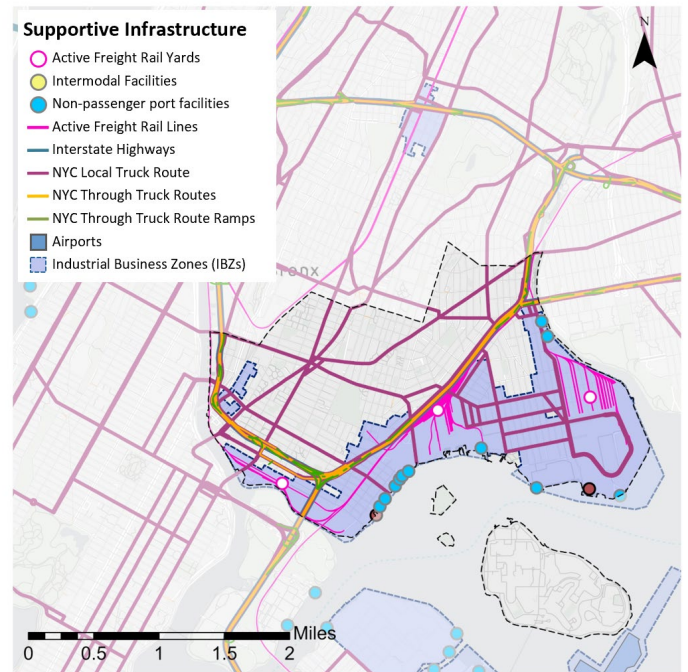 Supportive Infrastructure
Active Freight Rail Yards
Intermodal Facilities
Non-passenger port facilities
Active Freight Rail Lines
Interstate Highways
NYC Local Truck Route
NYC Through Truck Routes
NYC Through Truck Route Ramps
Airports
Industrial Business Zones (IBZs)
N
ronx
Miles
0 0.5 1 1.5 2